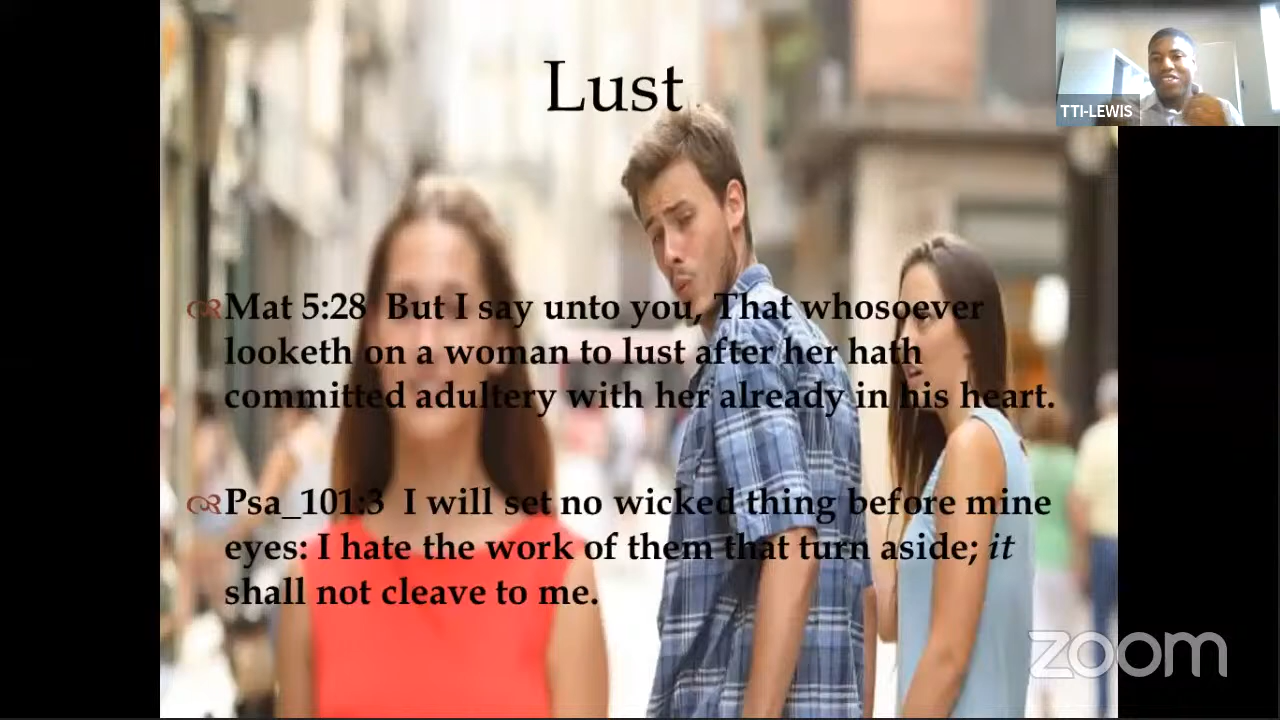 Lust
TTI-LEWIS
Mat 5:28 But I say unto you, That whosoever
looketh on a woman to lust after her hath
committed adultery with her already in his heart.
Psa_101:3 I will set no wicked thing before mine
eyes: I hate the work of them that turn aside; it
shall not cleave to me.
zoom